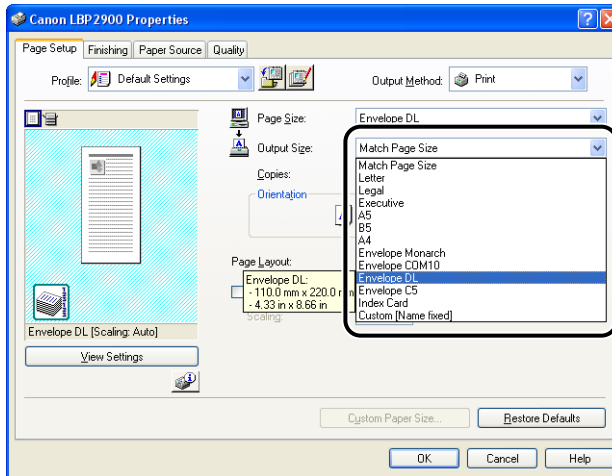 Canon LBP2900 Properties
Page Setup Finishing Paper Source Quality
Profile: Default Settings Output Method: Print
Page Size: Envelope DL
Output Size: Match Page Size
Match Page Size
Letter
Legal
Executive
A5
B5
A4
Envelope Monarch
Envelope COM10
Envelope DL
Envelope C5
Index Card
Custom [Name fixed]
Copies:
Orientation
A
Page Layout:
Envelope DL:
- 110.0 mm x 220.0
- 4.33 in x 8.66 in
Scaling:
Envelope DL [Scaling: Auto]
View Settings
Custom Paper Size... Restore Defaults
OK Cancel Help